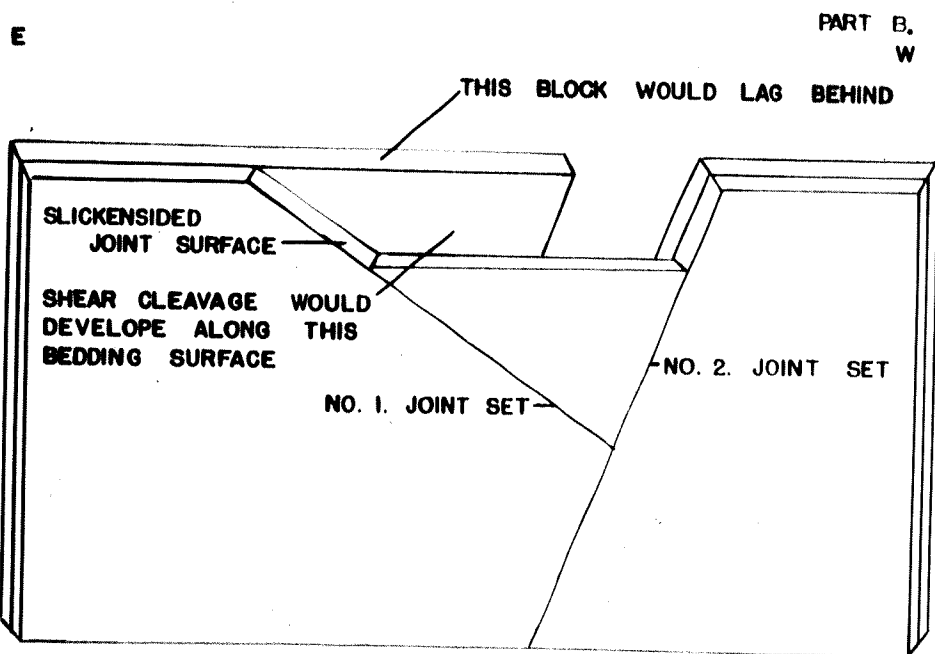 E
PART B.
W
THIS BLOCK WOULD LAG BEHIND
SLICKENSIDED
JOINT SURFACE
SHEAR CLEAVAGE WOULD
DEVELOPE ALONG THIS
BEDDING SURFACE
NO. 2. JOINT SET
NO. I. JOINT SET